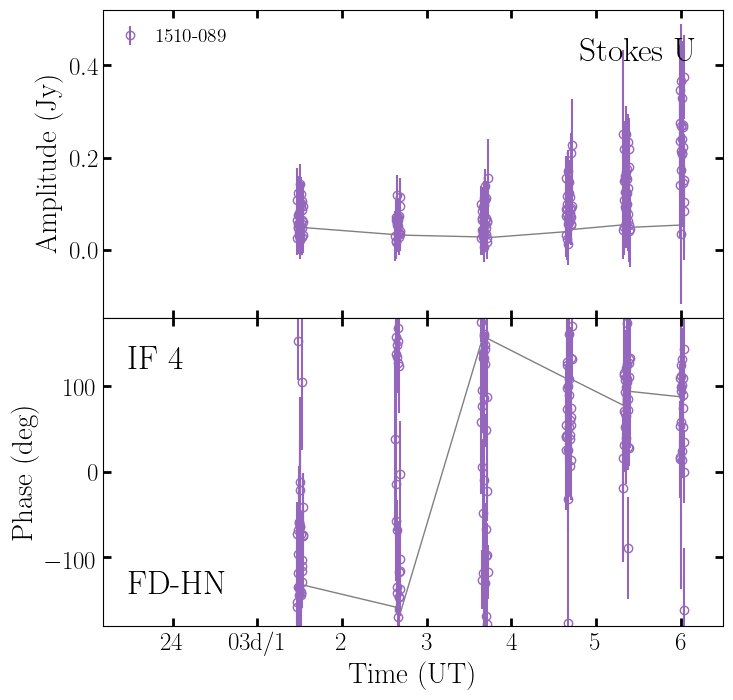 1510-089
Stokes U
Amplitude (Jy)
0.4
0.2
0.0
IF 4
FD-HN
Phase (deg)
100
0
−100
24 03d/1 2 3 4 5 6
Time (UT)